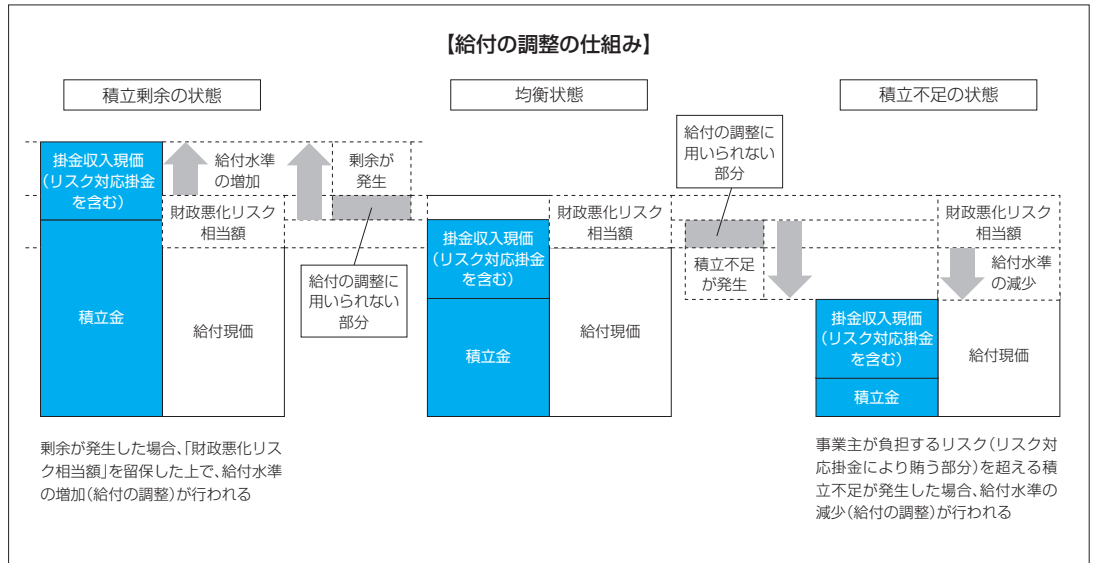 【給付の調整の仕組み】
積立剰余の状態
掛金収入現価
(リスク対応掛金
を含む)
積立金
給付水準
の増加
財政悪化リスク
相当額
給付現価
剰余が
発生
給付の調整に
用いられない
部分
剰余が発生した場合、「財政悪化リス
ク相当額」を留保した上で、給付水準
の増加(給付の調整)が行われる
均衡状態
掛金収入現価
(リスク対応掛金
を含む)
積立金
財政悪化リスク
相当額
給付現価
給付の調整に
用いられない
部分
積立不足
が発生
積立不足の状態
財政悪化リスク
相当額
給付水準
の減少
掛金収入現価
(リスク対応掛金
を含む)
積立金
給付現価
事業主が負担するリスク(リスク対
応掛金により賄う部分)を超える積
立不足が発生した場合、給付水準の
減少(給付の調整)が行われる